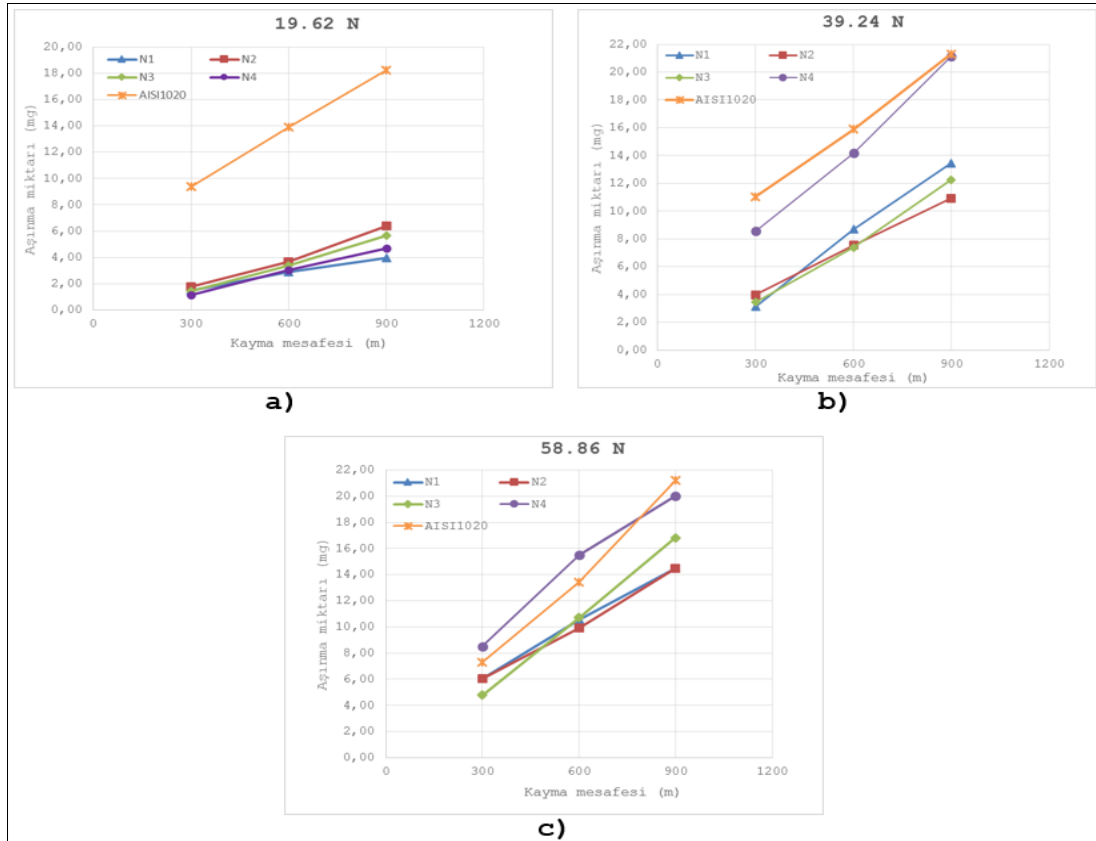 19.62 N
20,00
18,00
16,00
14,00
12,00
10,00
8,00
6,00
4,00
2,00
0,00
Aşınma miktarı (mg)
N1 N2
N3 N4
AISI1020
0 300 600 900 1200
Kayma mesafesi (m)
a)
39.24 N
22,00
20,00
18,00
16,00
14,00
12,00
10,00
8,00
6,00
4,00
2,00
0,00
Aşınma miktarı (mg)
N1 N2
N3 N4
AISI1020
0 300 600 900 1200
Kayma mesafesi (m)
b)
58.86 N
22,00
20,00
18,00
16,00
14,00
12,00
10,00
8,00
6,00
4,00
2,00
0,00
Aşınma miktarı (mg)
N1 N2
N3 N4
AISI1020
0 300 600 900 1200
Kayma mesafesi (m)
c)